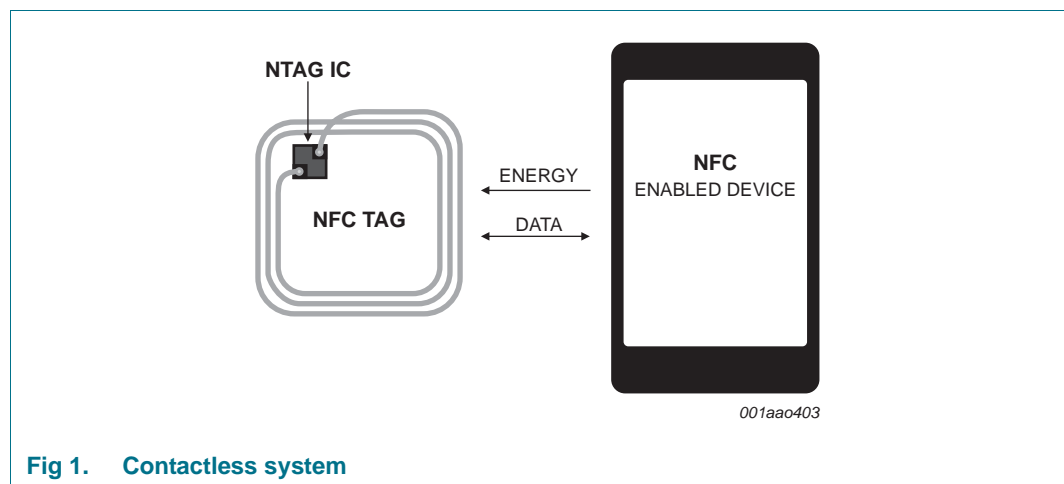 NTAG IC
NFC TAG
ENERGY
DATA
NFC
ENABLED DEVICE
001aao403
Fig 1. Contactless system